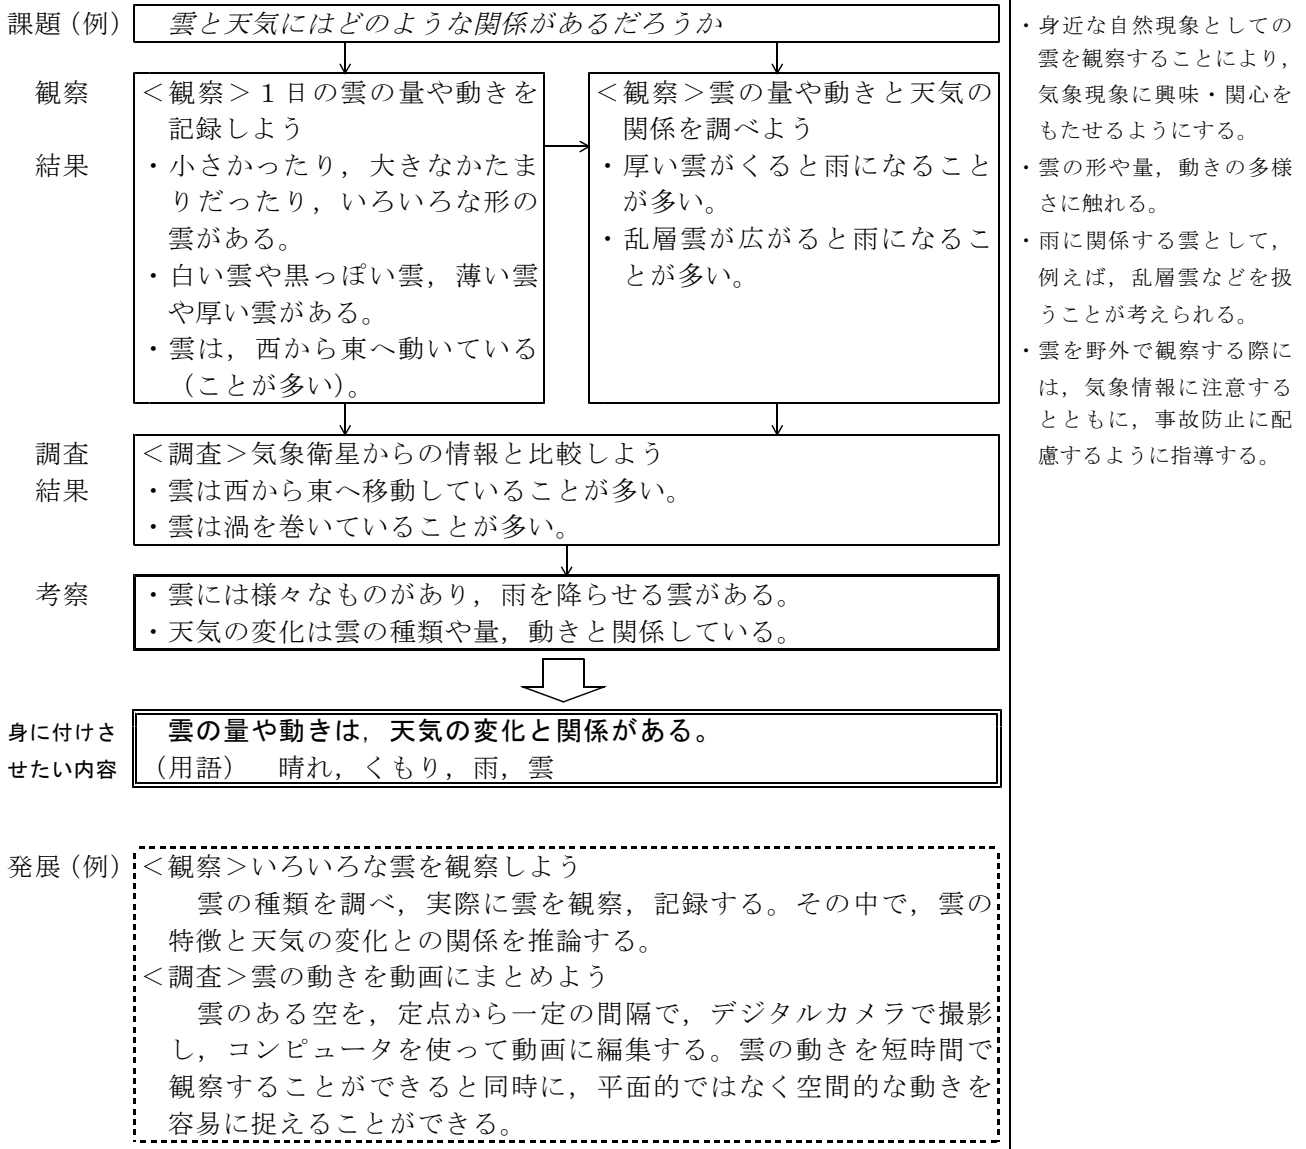 課題（例） 雲と天気にはどのような関係があるだろうか
観察
結果
＜観察＞１日の雲の量や動きを
記録しよう
・小さかったり，大きなかたま
りだったり，いろいろな形の
雲がある。
・白い雲や黒っぽい雲，薄い雲
や厚い雲がある。
・雲は，西から東へ動いている
（ことが多い）。
＜観察＞雲の量や動きと天気の
関係を調べよう
・厚い雲がくると雨になること
が多い。
・乱層雲が広がると雨になるこ
とが多い。
調査 ＜調査＞気象衛星からの情報と比較しよう
結果 ・雲は西から東へ移動していることが多い。
・雲は渦を巻いていることが多い。
考察 ・雲には様々なものがあり，雨を降らせる雲がある。
・天気の変化は雲の種類や量，動きと関係している。
身に付けさ 雲の量や動きは，天気の変化と関係がある。
せたい内容 （用語） 晴れ，くもり，雨，雲
発展（例） ＜観察＞いろいろな雲を観察しよう
雲の種類を調べ，実際に雲を観察，記録する。その中で，雲の
特徴と天気の変化との関係を推論する。
＜調査＞雲の動きを動画にまとめよう
雲のある空を，定点から一定の間隔で，デジタルカメラで撮影
し，コンピュータを使って動画に編集する。雲の動きを短時間で
観察することができると同時に，平面的ではなく空間的な動きを
容易に捉えることができる。
・身近な自然現象としての
雲を観察することにより，
気象現象に興味・関心を
もたせるようにする。
・雲の形や量，動きの多様
さに触れる。
・雨に関係する雲として，
例えば，乱層雲などを扱
うことが考えられる。
・雲を野外で観察する際に
は，気象情報に注意する
とともに，事故防止に配
慮するように指導する。